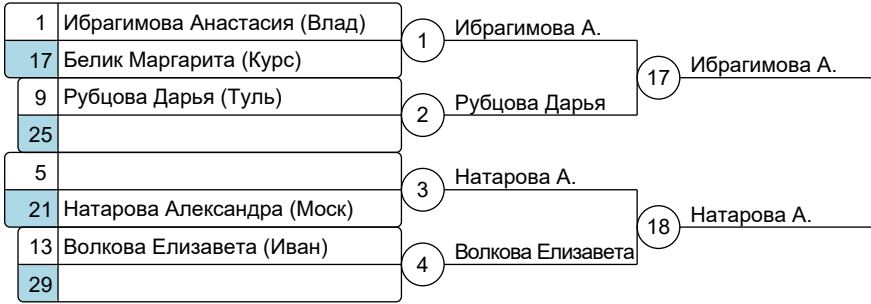 1 Ибрагимова Анастасия (Влад)
17 Белик Маргарита (Курс)
1 Ибрагимова А.
9 Рубцова Дарья (Туль)
25
2 Рубцова Дарья
17 Ибрагимова А.
5
21 Натарова Александра (Моск)
3 Натарова А.
13 Волкова Елизавета (Иван)
29
4 Волкова Елизавета
18 Натарова А.